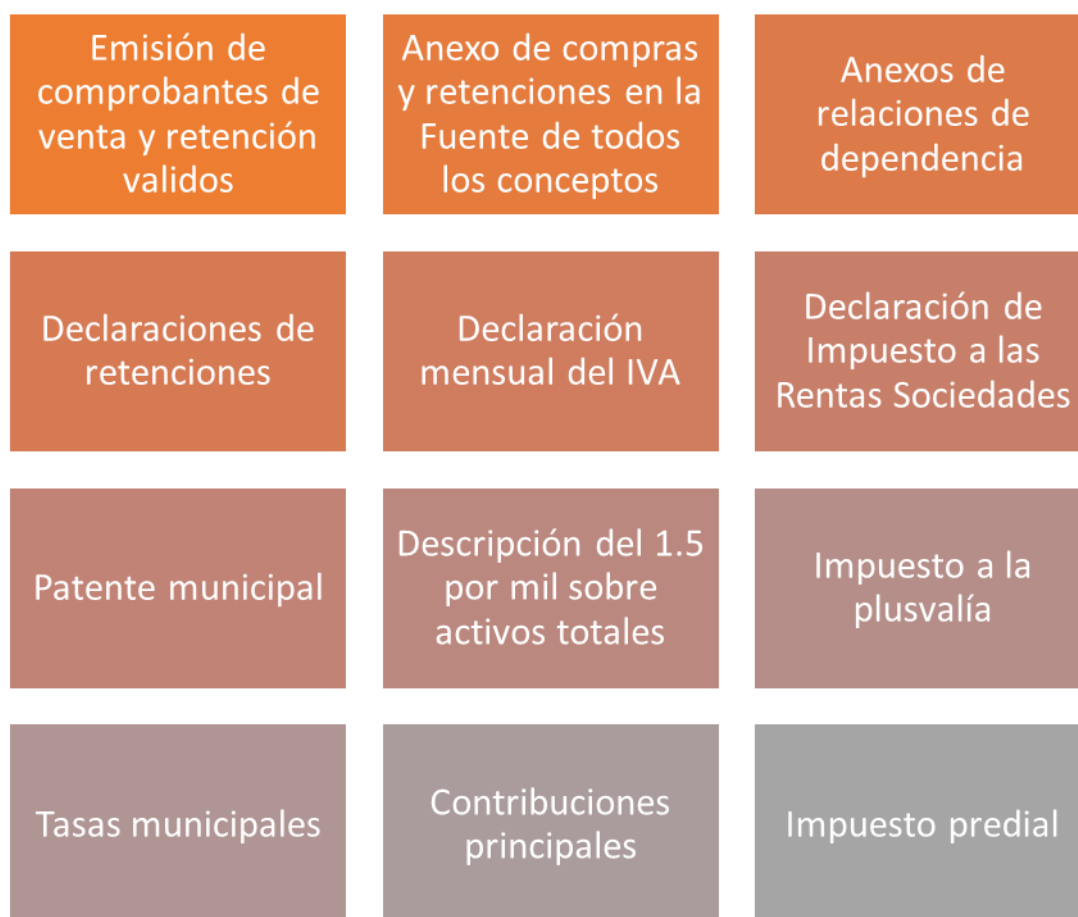 Emisión de
comprobantes de
venta y retención
validos
Anexo de compras
y retenciones en la
Fuente de todos
los conceptos
Anexos de
relaciones de
dependencia
Declaraciones de
retenciones
Declaración
mensual del IVA
Declaración de
Impuesto a las
Rentas Sociedades
Patente municipal
Descripción del 1.5
por mil sobre
activos totales
Impuesto a la
plusvalía
Tasas municipales
Contribuciones
principales
Impuesto predial